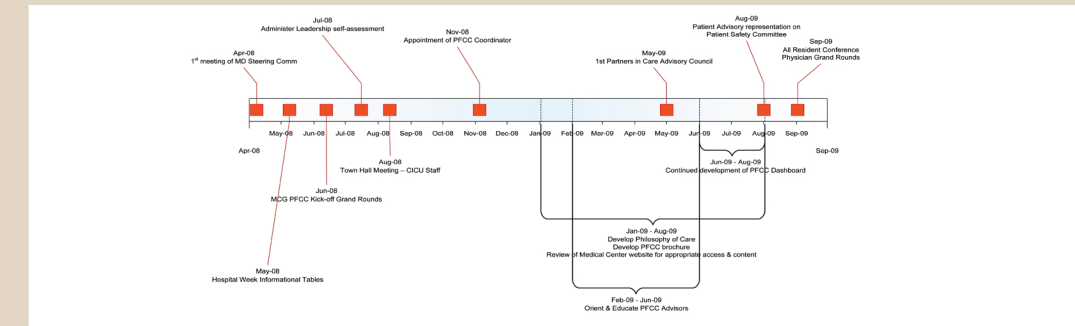 Jul-08
Administer Leadership self-assessment
Nov-08
Appointment of PFCC Coordinator
Aug-09
Patient Advisory representation on
Patient Safety Committee
Apr-08
1st meeting of MD Steering Comm
May-09
1st Partners in Care Advisory Council
Sep-09
All Resident Conference
Physician Grand Rounds
May-08 Jun-08 Jul-08 Aug-08 Sep-08 Oct-08 Nov-08 Dec-08 Jan-09 Feb-09 Mar-09 Apr-09 May-09 Jun-09 Jul-09 Aug-09 Sep-09
Apr-08
Sep-09
Aug-08
Town Hall Meeting – CICU Staff
Jun-09 - Aug-09
Continued development of PFCC Dashboard
Jun-08
MCG PFCC Kick-off Grand Rounds
Jan-09 - Aug-09
Develop Philosophy of Care
Develop PFCC brochure
Review of Medical Center website for appropriate access & content
May-08
Hospital Week Informational Tables
Feb-09 - Jun-09
Orient & Educate PFCC Advisors